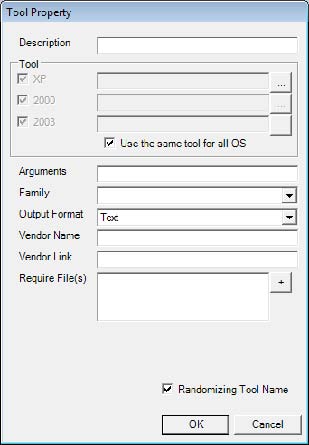 Tool Property
Description
Tool
XP
...
2000
...
2003
Use the same tool for all OS
Arguments
Family
Output Format Text
Vendor Name
Vendor Link
Require File(s) +
Randomizing Tool Name
OK Cancel